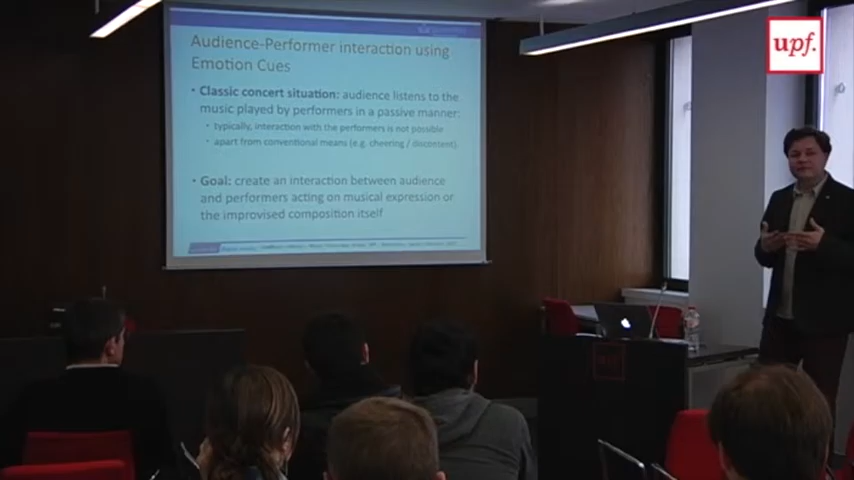 upf.
Audience-Performer interaction using
Emotion Cues
• Classic concert situation: audience listens to the
music played by performers in a passive manner:
• typically, interaction with the performers is not possible
• apart from conventional means (e.g. cheering / discontent)
• Goal: create an interaction between audience
and performers acting on musical expression or
the improvised composition itself